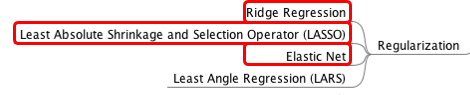 Ridge Regression
Least Absolute Shrinkage and Selection Operator (LASSO)
Elastic Net
Least Angle Regression (LARS)
Regularization